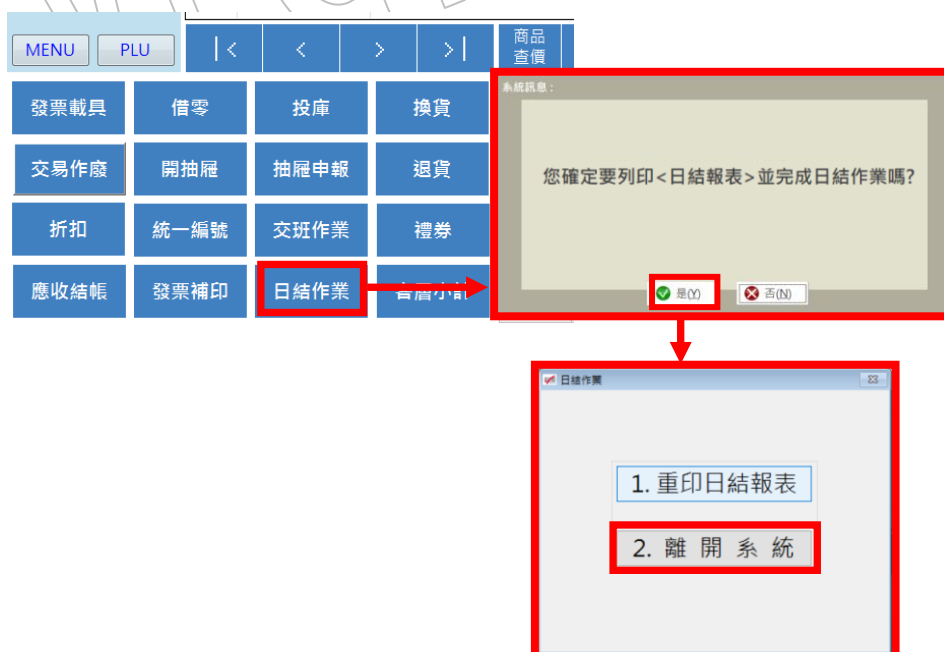 MENU PLU |< < > >| 商品
查價
發票載具 借零 投庫 換貨
交易作廢 開抽屜 抽屜申報 退貨
折扣 統一編號 交班作業 禮券
應收結帳 發票補印 日結作業
系統訊息:
您確定要列印<日結報表>並完成日結作業嗎?
是(Y) 否(N)
日結作業
1. 重印日結報表
2. 離 開 系 統